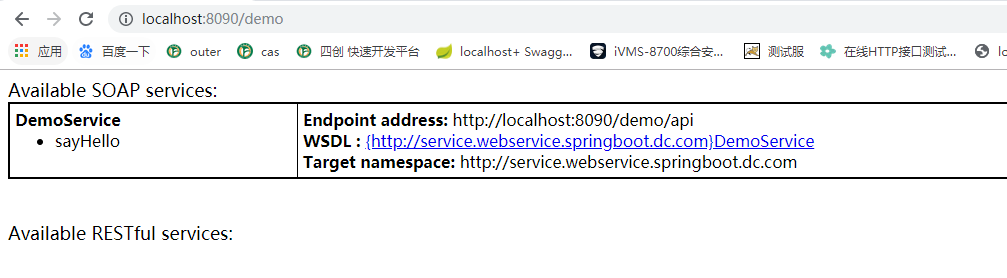 localhost:8090/demo
应用 百度一下 outer cas 四创 快速开发平台 localhost+ Swagg... iVMS-8700综合安... 测试服 在线HTTP接口测试... lo
Available SOAP services:
DemoService
sayHello
Endpoint address: http://localhost:8090/demo/api
WSDL : {http://service.webservice.springboot.dc.com}DemoService
Target namespace: http://service.webservice.springboot.dc.com
Available RESTful services: